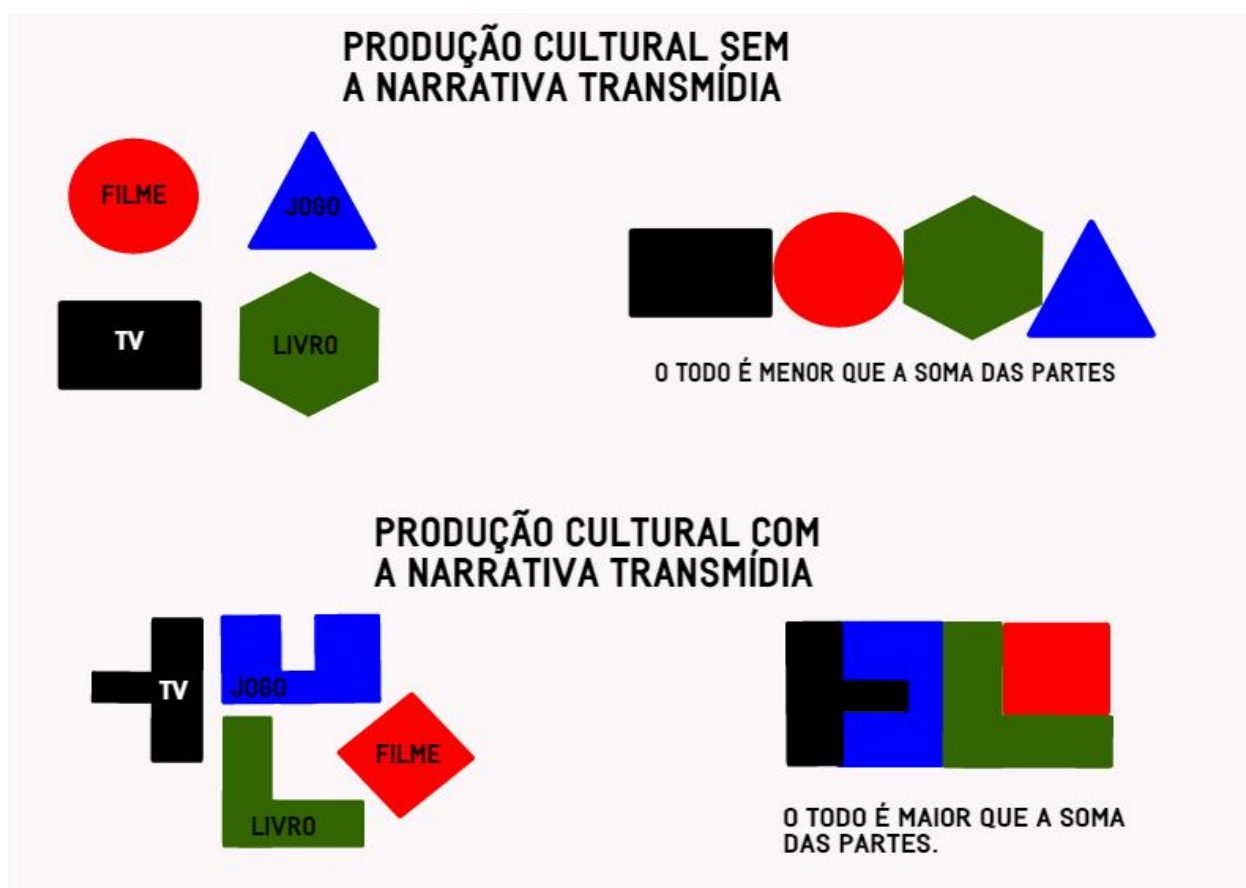 PRODUÇÃO CULTURAL SEM
A NARRATIVA TRANSMÍDIA
FILME
JOGO
TV
LIVRO
O TODO É MENOR QUE A SOMA DAS PARTES
PRODUÇÃO CULTURAL COM
A NARRATIVA TRANSMÍDIA
TV
JOGO
FILME
LIVRO
O TODO É MAIOR QUE A SOMA
DAS PARTES.